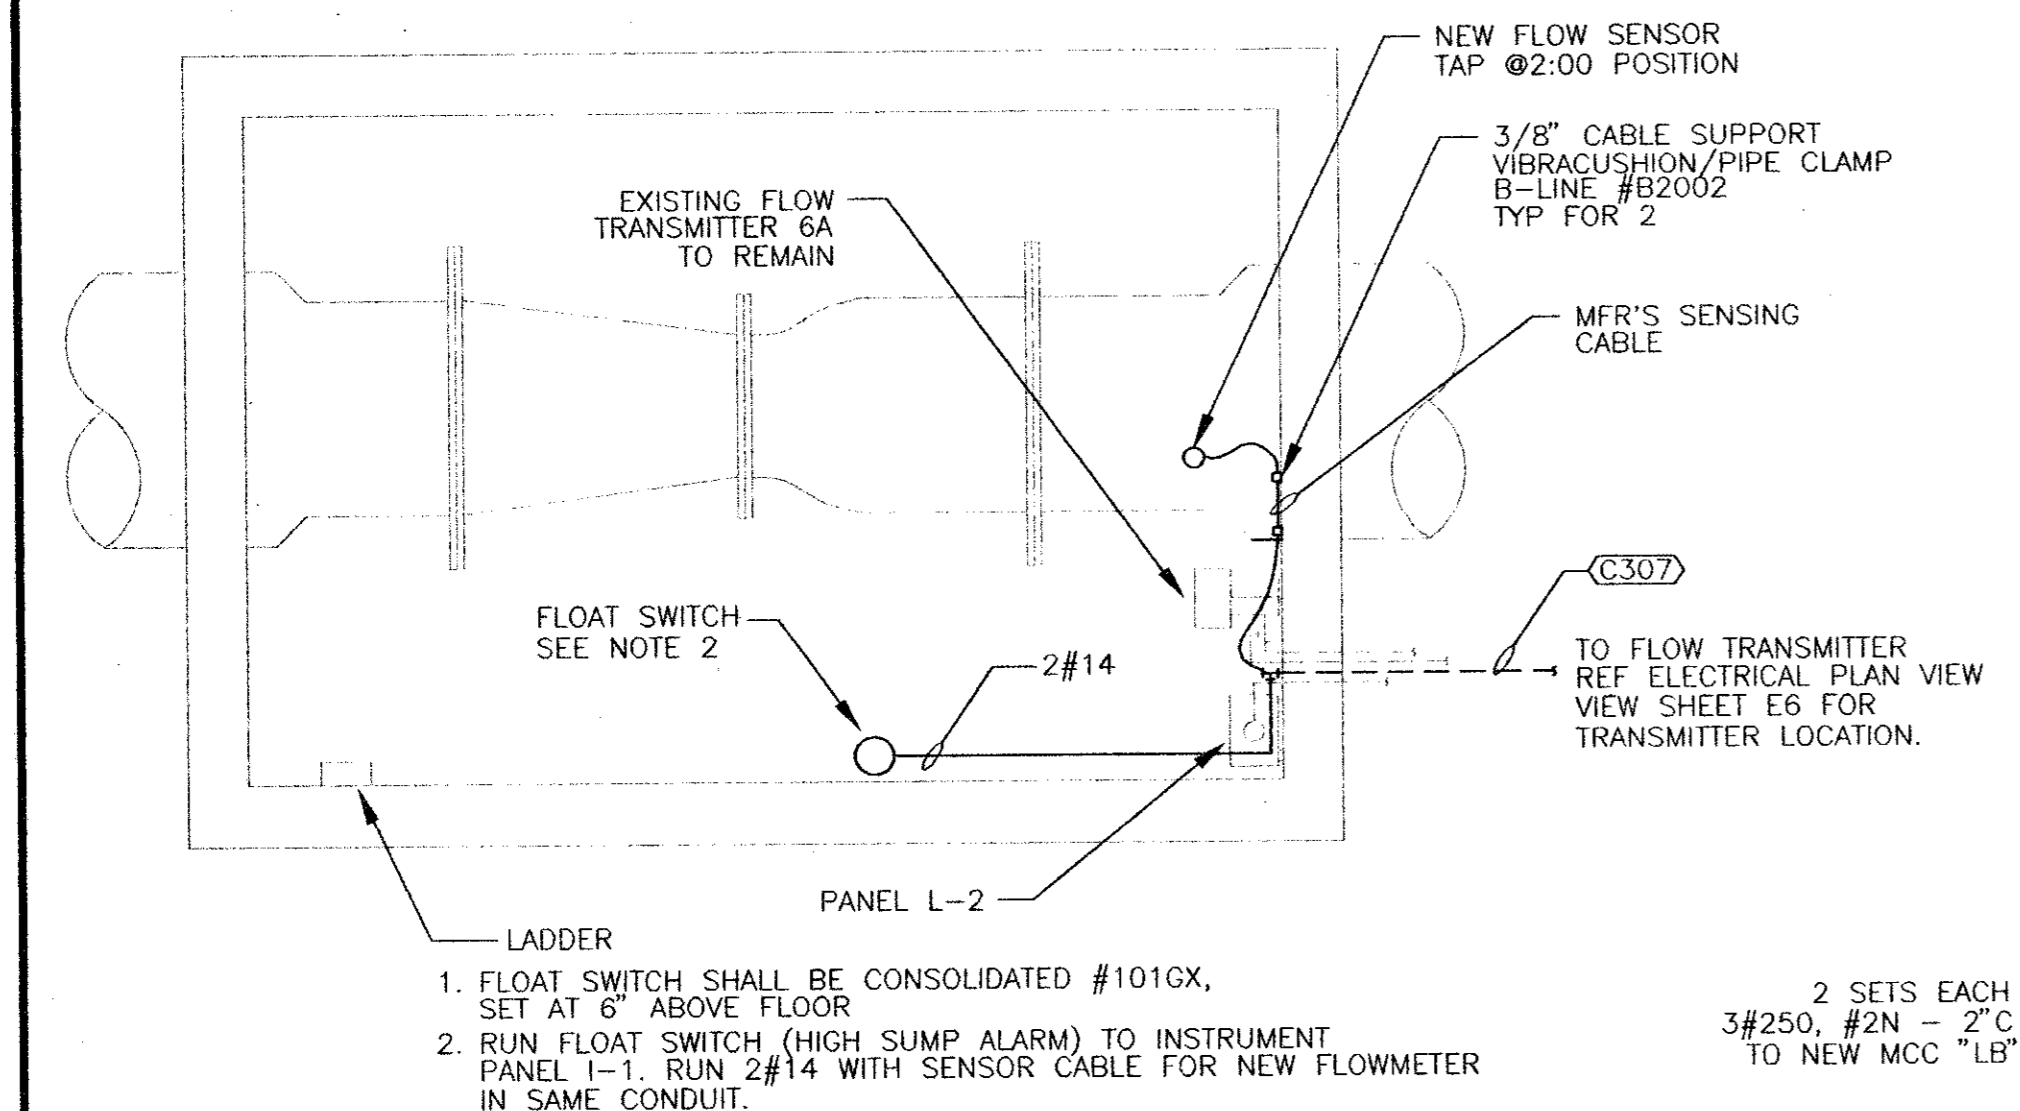 NEW FLOW SENSOR
TAP @2:00 POSITION
3/8" CABLE SUPPORT
VIBRACUSHION/PIPE CLAMP
B-LINE #B2002
TYP FOR 2
EXISTING FLOW
TRANSMITTER 6A
TO REMAIN
MFR'S SENSING
CABLE
C307
FLOAT SWITCH
SEE NOTE 2
2#14
TO FLOW TRANSMITTER
REF ELECTRICAL PLAN VIEW
VIEW SHEET E6 FOR
TRANSMITTER LOCATION.
PANEL L-2
LADDER
1. FLOAT SWITCH SHALL BE CONSOLIDATED #101GX,
SET AT 6" ABOVE FLOOR
2. RUN FLOAT SWITCH (HIGH SUMP ALARM) TO INSTRUMENT
PANEL I-1. RUN 2#14 WITH SENSOR CABLE FOR NEW FLOWMETER
IN SAME CONDUIT.
2 SETS EACH
3#250, #2N - 2"C
TO NEW MCC "LB"